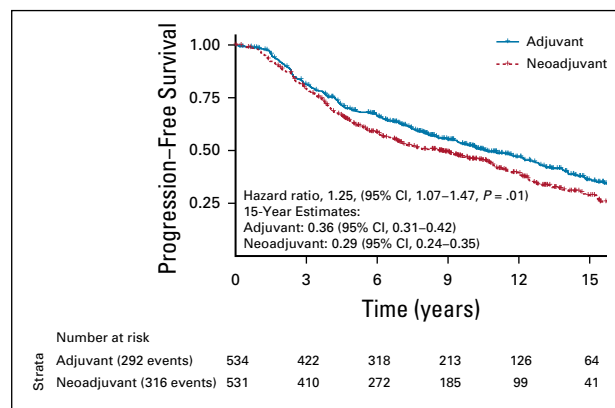 Progression–Free Survival
1.00
0.75
0.50
0.25
Adjuvant
Neoadjuvant
Hazard ratio, 1.25, (95% CI, 1.07–1.47, P = .01)
15-Year Estimates:
Adjuvant: 0.36 (95% CI, 0.31–0.42)
Neoadjuvant: 0.29 (95% CI, 0.24–0.35)
0 3 6 9 12 15
Time (years)
Number at risk
Strata
Adjuvant (292 events) 534 422 318 213 126 64
Neoadjuvant (316 events) 531 410 272 185 99 41